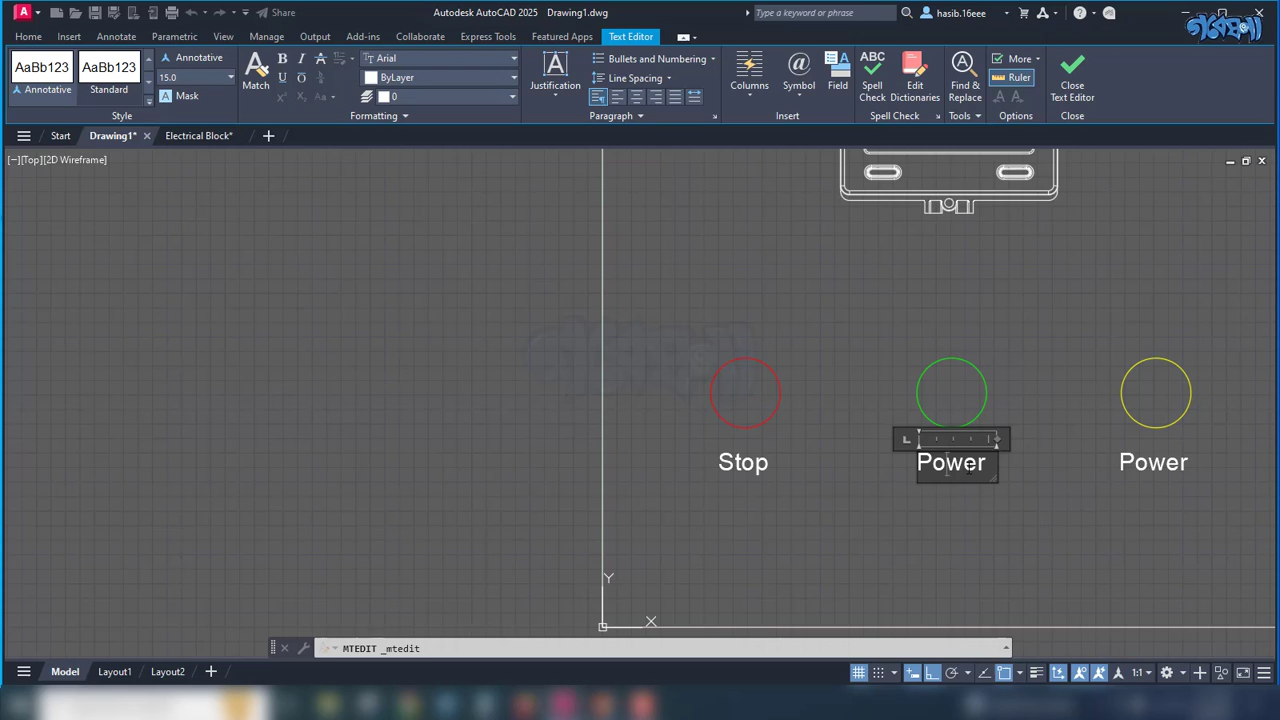 Share
Autodesk AutoCAD 2025 Drawing1.dwg
Type a keyword or phrase
hasib.16eee
গবেষণা
Home Insert Annotate Parametric View Manage Output Add-ins Collaborate Express Tools Featured Apps Text Editor
AaBb123 AaBb123
Annotative Standard
Annotative
15.0
Mask
Style
Match
Arial
ByLayer
0
Formatting
Justification
Bullets and Numbering
Line Spacing
Paragraph
Columns
Symbol
Field
Insert
Spell Check
Edit Dictionaries
Spell Check
Find & Replace
Tools
More
Ruler
Options
Close Text Editor
Close
Start Drawing1* Electrical Block*
[−][Top][2D Wireframe]
Stop Power Power
Y
X
MTEDIT _mtedit
Model Layout1 Layout2
1:1